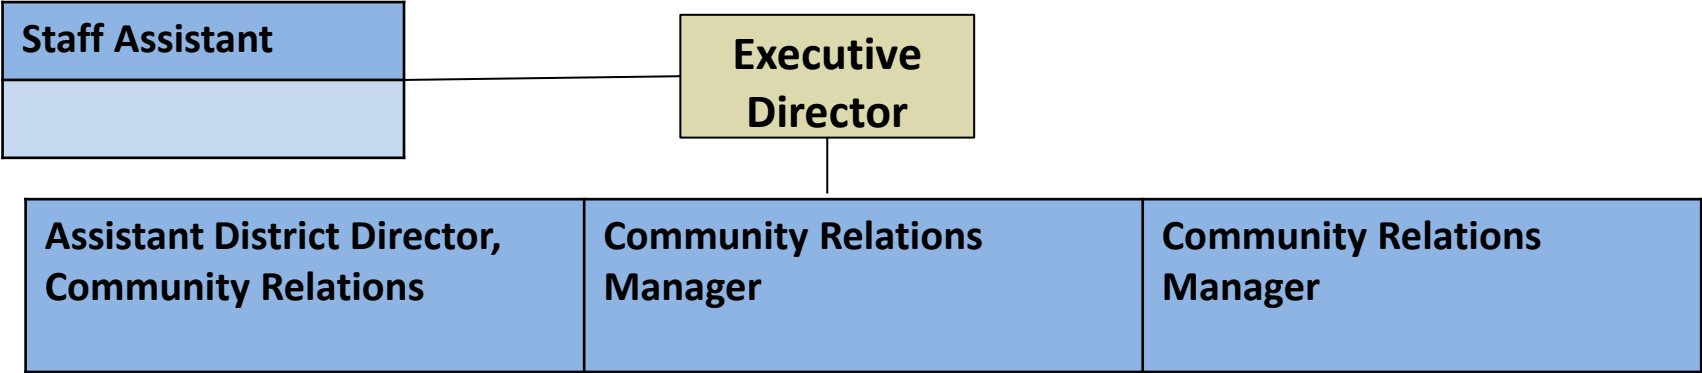 Staff Assistant
Executive
Director
Assistant District Director,
Community Relations
Community Relations
Manager
Community Relations
Manager